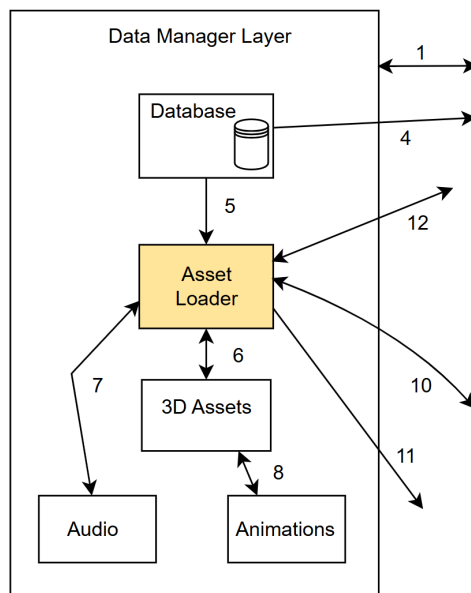 Data Manager Layer
1
Database
4
5
12
Asset
Loader
6
7
10
3D Assets
11
8
Audio
Animations